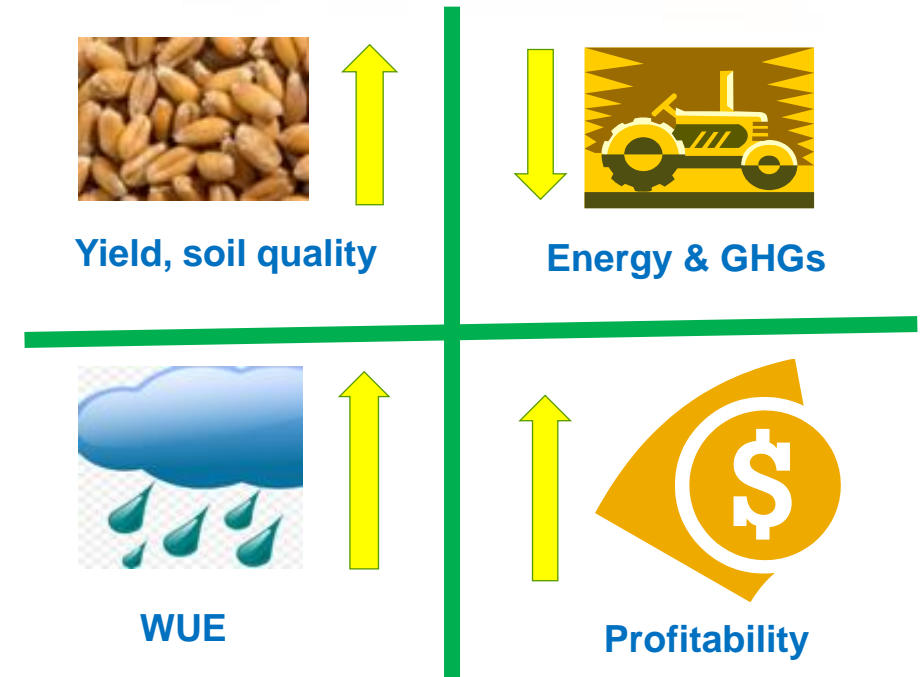 Yield, soil quality
Energy & GHGs
$
WUE
Profitability